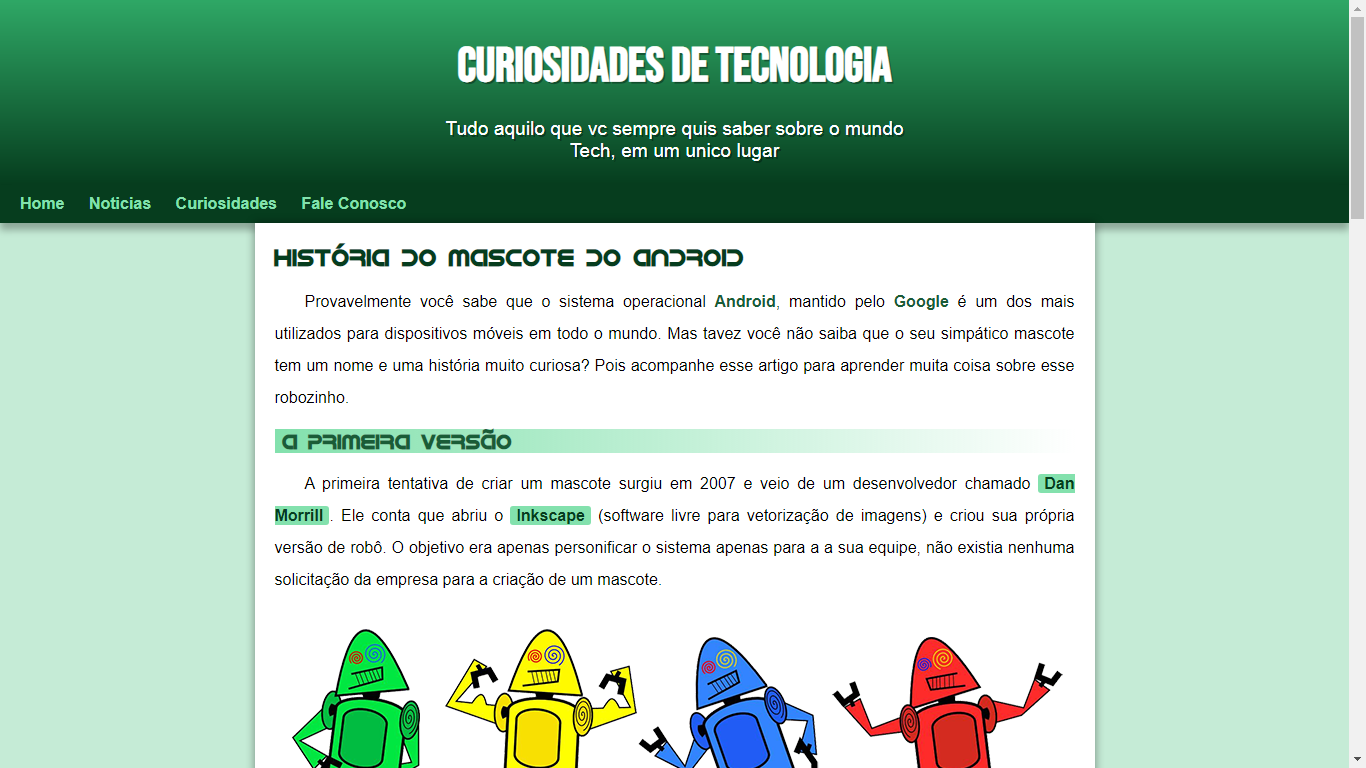 CURIOSIDADES DE TECNOLOGIA
Tudo aquilo que vc sempre quis saber sobre o mundo
Tech, em um unico lugar
Home Noticias Curiosidades Fale Conosco
História do Mascote do Android
Provavelmente você sabe que o sistema operacional Android, mantido pelo Google é um dos mais
utilizados para dispositivos móveis em todo o mundo. Mas tavez você não saiba que o seu simpático mascote
tem um nome e uma história muito curiosa? Pois acompanhe esse artigo para aprender muita coisa sobre esse
robozinho.
A primeira versão
A primeira tentativa de criar um mascote surgiu em 2007 e veio de um desenvolvedor chamado Dan
Morrill . Ele conta que abriu o Inkscape (software livre para vetorização de imagens) e criou sua própria
versão de robô. O objetivo era apenas personificar o sistema apenas para a a sua equipe, não existia nenhuma
solicitação da empresa para a criação de um mascote.